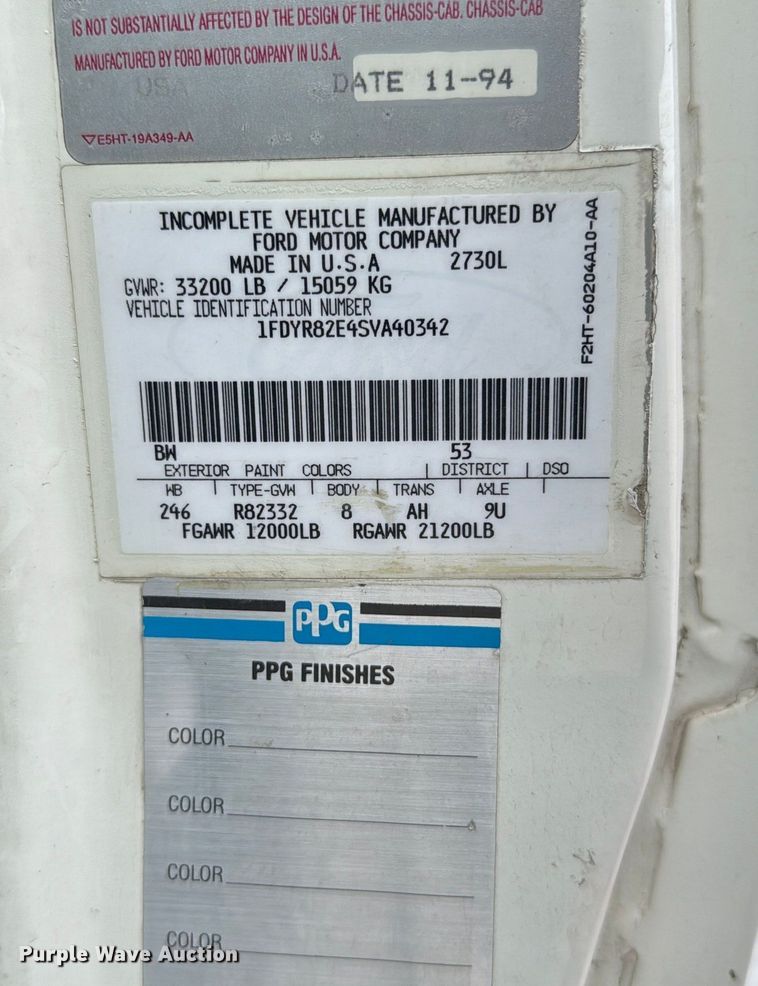 IS NOT SUBSTANTIALLY AFFECTED BY THE DESIGN OF THE CHASSIS-CAB. CHASSIS-CAB
MANUFACTURED BY FORD MOTOR COMPANY IN U.S.A.
USA DATE 11-94
▽E5HT-19A349-AA
INCOMPLETE VEHICLE MANUFACTURED BY
FORD MOTOR COMPANY
MADE IN U.S.A 2730L
GVWR: 33200 LB / 15059 KG
VEHICLE IDENTIFICATION NUMBER
1FDYR82E4SVA40342
F2HT-60204A10-AA
BW 53
EXTERIOR PAINT COLORS DISTRICT DSO
WB TYPE-GVW BODY TRANS AXLE
246 R82332 8 AH 9U
FGAWR 12000LB RGAWR 21200LB
PPG
PPG FINISHES
COLOR
COLOR
COLOR
COLOR
Purple Wave Auction